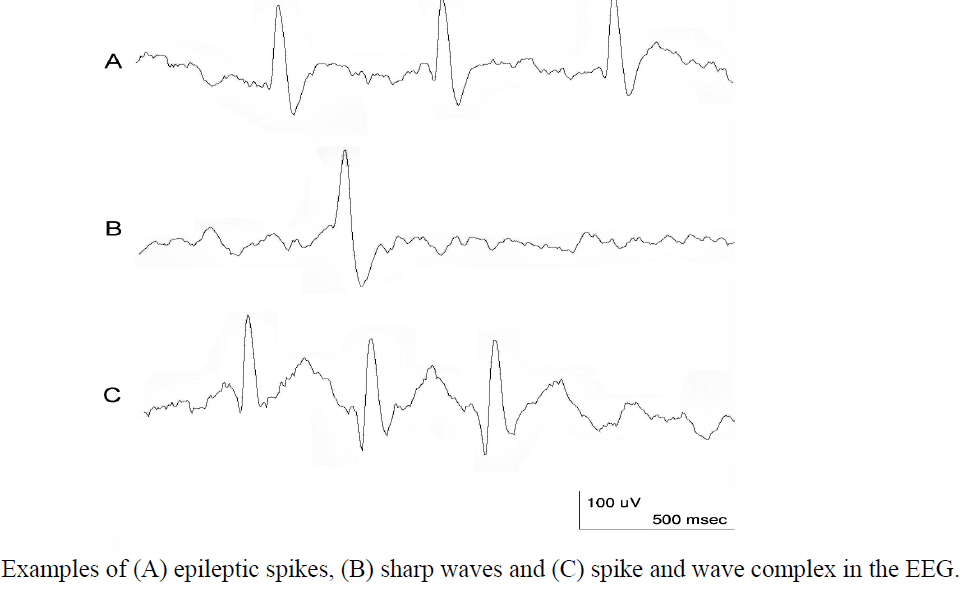 A
B
C
100 uV
500 msec
Examples of (A) epileptic spikes, (B) sharp waves and (C) spike and wave complex in the EEG.